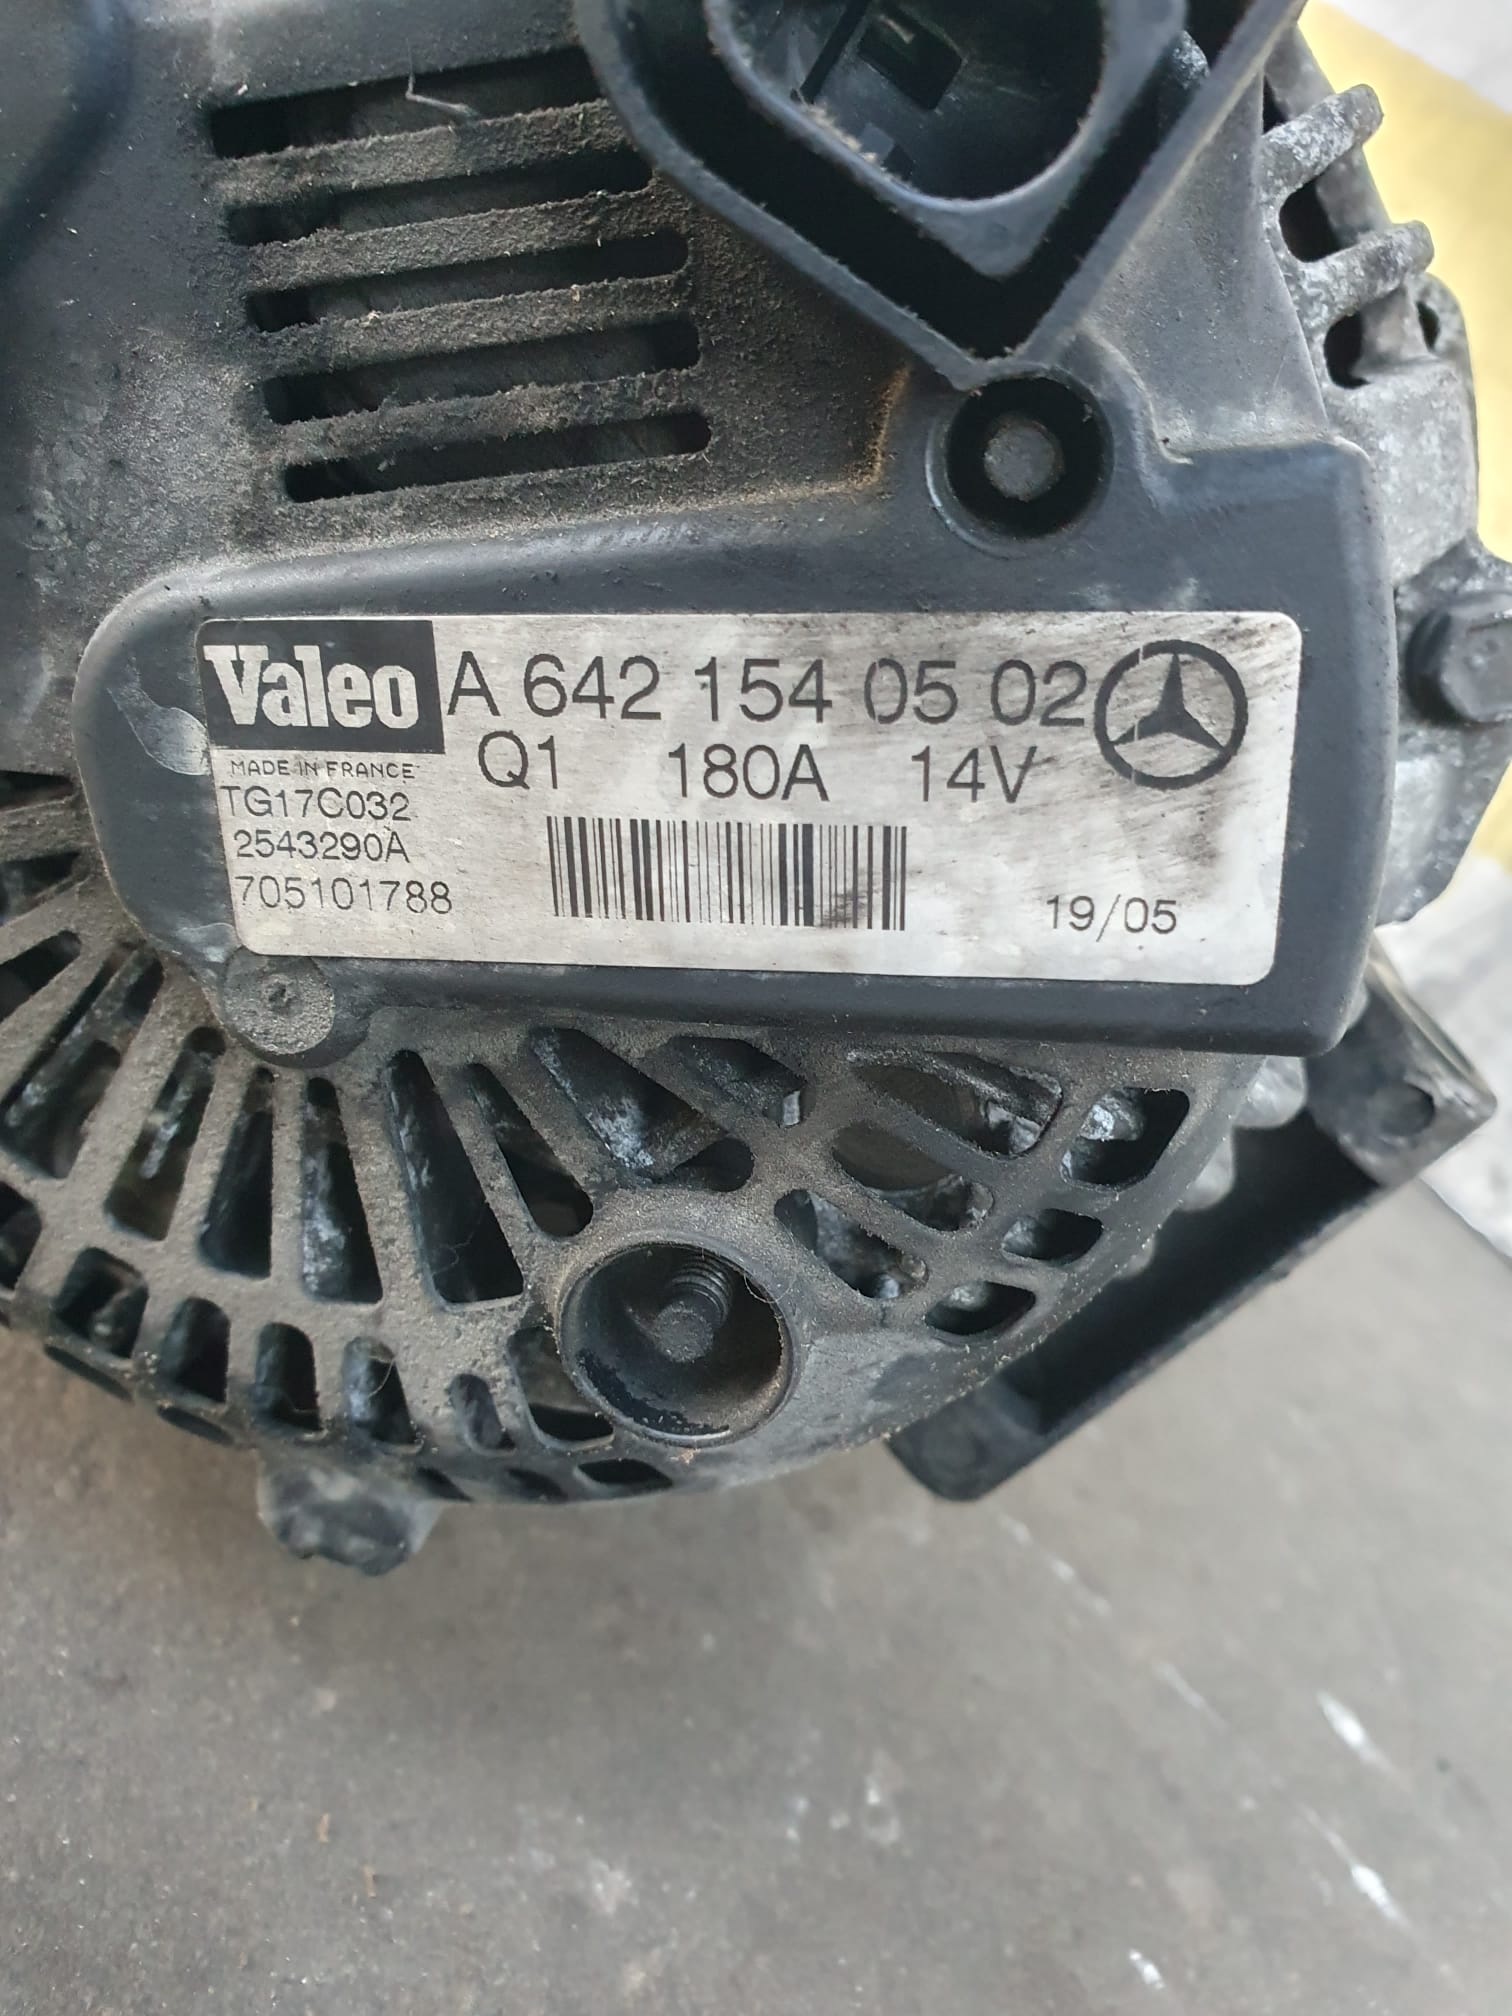 Valeo A 642 154 05 02
MADE IN FRANCE Q1 180A 14V
TG17C032
2543290A
705101788 19/05